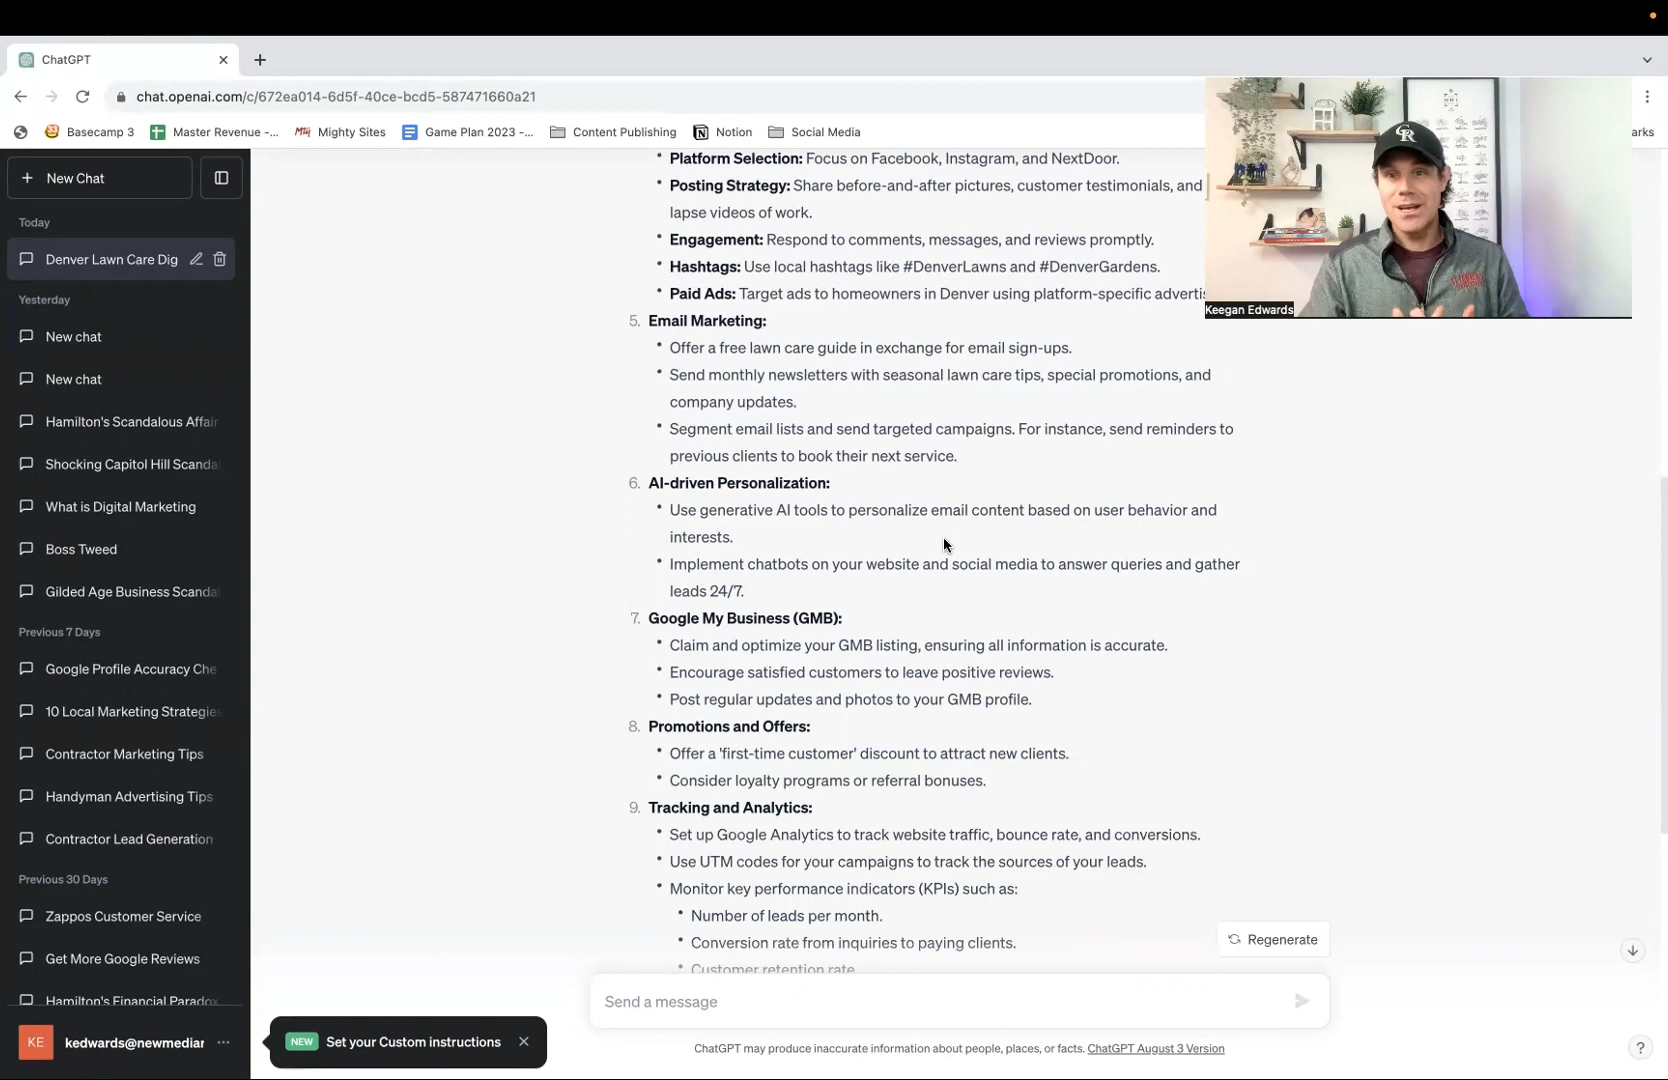 ChatGPT
chat.openai.com/c/672ea014-6d5f-40ce-bcd5-587471660a21
Basecamp 3
Master Revenue -...
Mighty Sites
Game Plan 2023 -...
Content Publishing
Notion
Social Media
arks
New Chat
Today
Denver Lawn Care Dig
Yesterday
New chat
New chat
Hamilton's Scandalous Affair
Shocking Capitol Hill Scanda
What is Digital Marketing
Boss Tweed
Gilded Age Business Scanda
Previous 7 Days
Google Profile Accuracy Che
10 Local Marketing Strategies
Contractor Marketing Tips
Handyman Advertising Tips
Contractor Lead Generation
Previous 30 Days
Zappos Customer Service
Get More Google Reviews
Hamilton's Financial Paradox
KE
kedwards@newmediar
NEW Set your Custom instructions
• Platform Selection: Focus on Facebook, Instagram, and NextDoor.
• Posting Strategy: Share before-and-after pictures, customer testimonials, and
lapse videos of work.
• Engagement: Respond to comments, messages, and reviews promptly.
• Hashtags: Use local hashtags like #DenverLawns and #DenverGardens.
• Paid Ads: Target ads to homeowners in Denver using platform-specific adverti
5. Email Marketing:
• Offer a free lawn care guide in exchange for email sign-ups.
• Send monthly newsletters with seasonal lawn care tips, special promotions, and
company updates.
• Segment email lists and send targeted campaigns. For instance, send reminders to
previous clients to book their next service.
6. AI-driven Personalization:
• Use generative AI tools to personalize email content based on user behavior and
interests.
• Implement chatbots on your website and social media to answer queries and gather
leads 24/7.
7. Google My Business (GMB):
• Claim and optimize your GMB listing, ensuring all information is accurate.
• Encourage satisfied customers to leave positive reviews.
• Post regular updates and photos to your GMB profile.
8. Promotions and Offers:
• Offer a 'first-time customer' discount to attract new clients.
• Consider loyalty programs or referral bonuses.
9. Tracking and Analytics:
• Set up Google Analytics to track website traffic, bounce rate, and conversions.
• Use UTM codes for your campaigns to track the sources of your leads.
• Monitor key performance indicators (KPIs) such as:
• Number of leads per month.
• Conversion rate from inquiries to paying clients.
• Customer retention rate
Regenerate
Send a message
ChatGPT may produce inaccurate information about people, places, or facts. ChatGPT August 3 Version
?
CR
Keegan Edwards